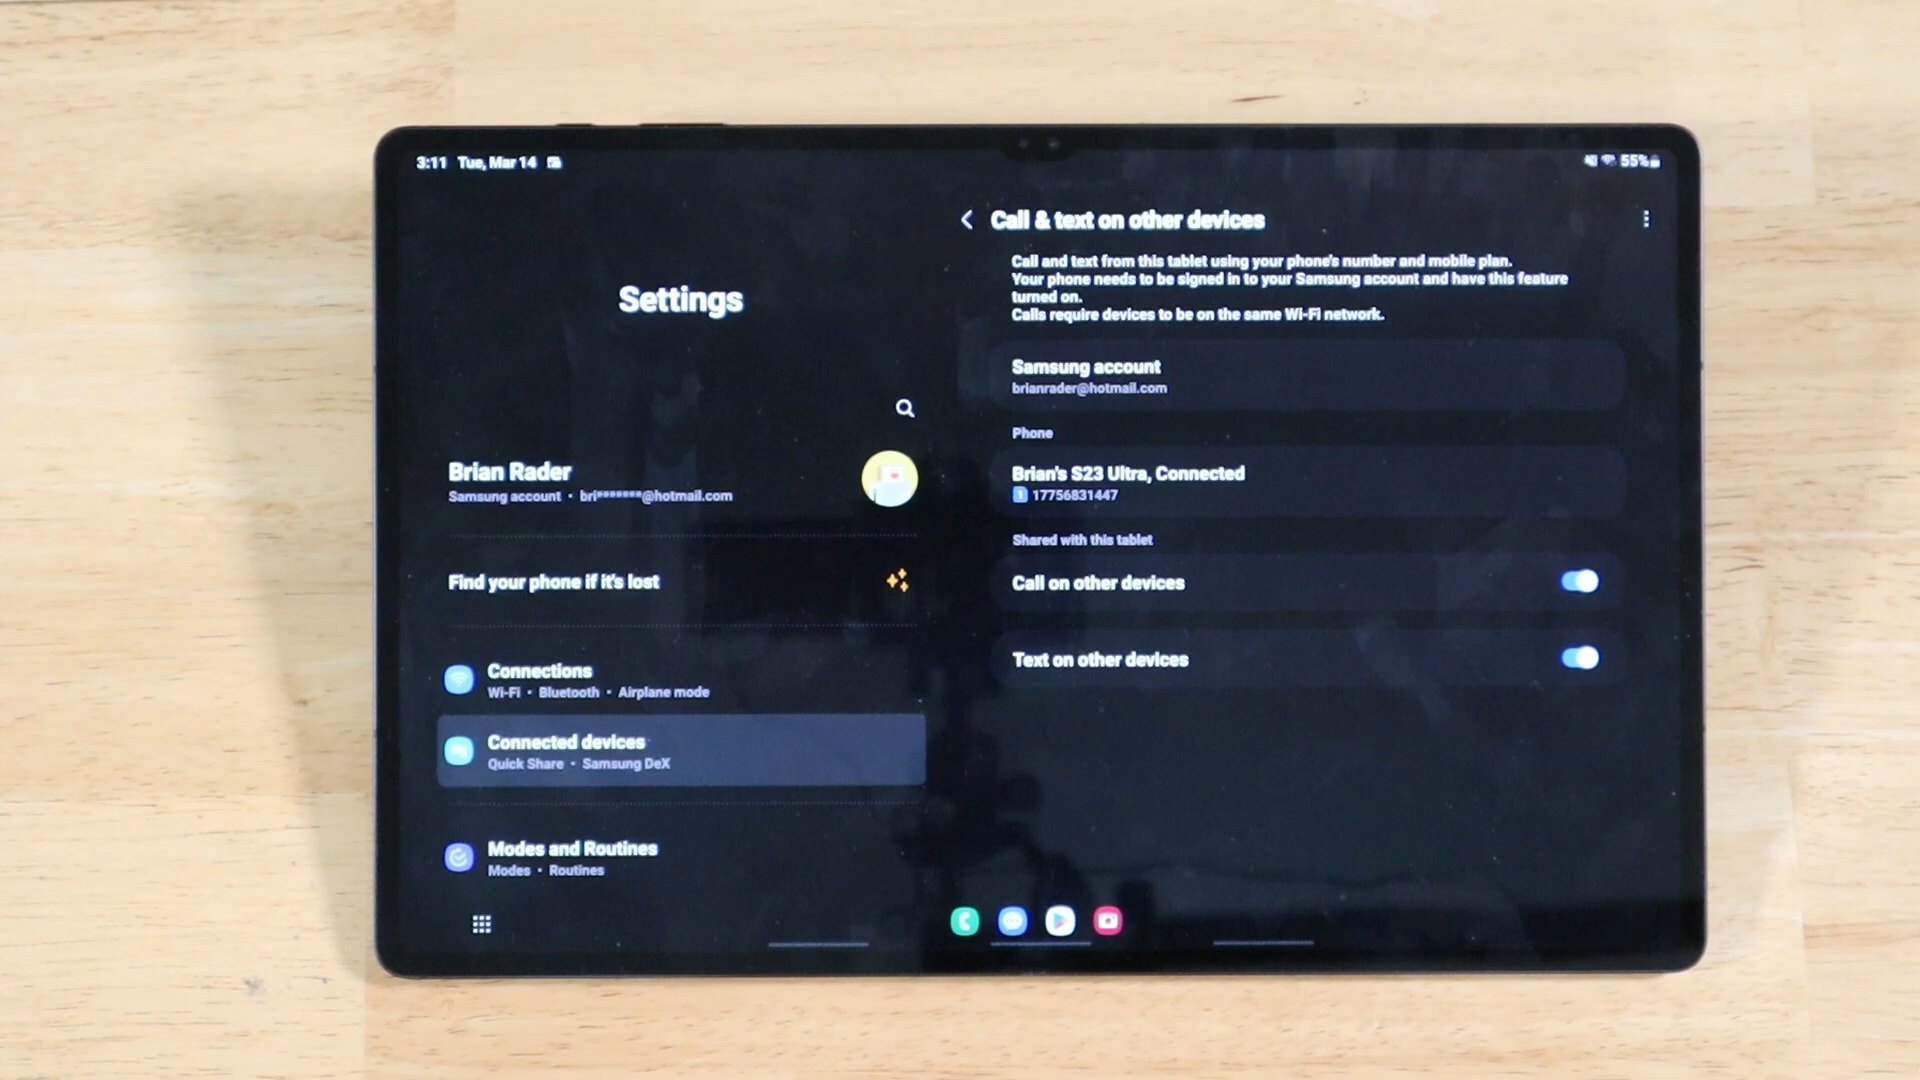 3:11 Tue, Mar 14
55%
Settings
Brian Rader
Samsung account • bri*******@hotmail.com
Find your phone if it's lost
Connections
Wi-Fi • Bluetooth • Airplane mode
Connected devices
Quick Share • Samsung DeX
Modes and Routines
Modes • Routines
Call & text on other devices
Call and text from this tablet using your phone's number and mobile plan.
Your phone needs to be signed in to your Samsung account and have this feature
turned on.
Calls require devices to be on the same Wi-Fi network.
Samsung account
brianrader@hotmail.com
Phone
Brian's S23 Ultra, Connected
1 17756831447
Shared with this tablet
Call on other devices
Text on other devices